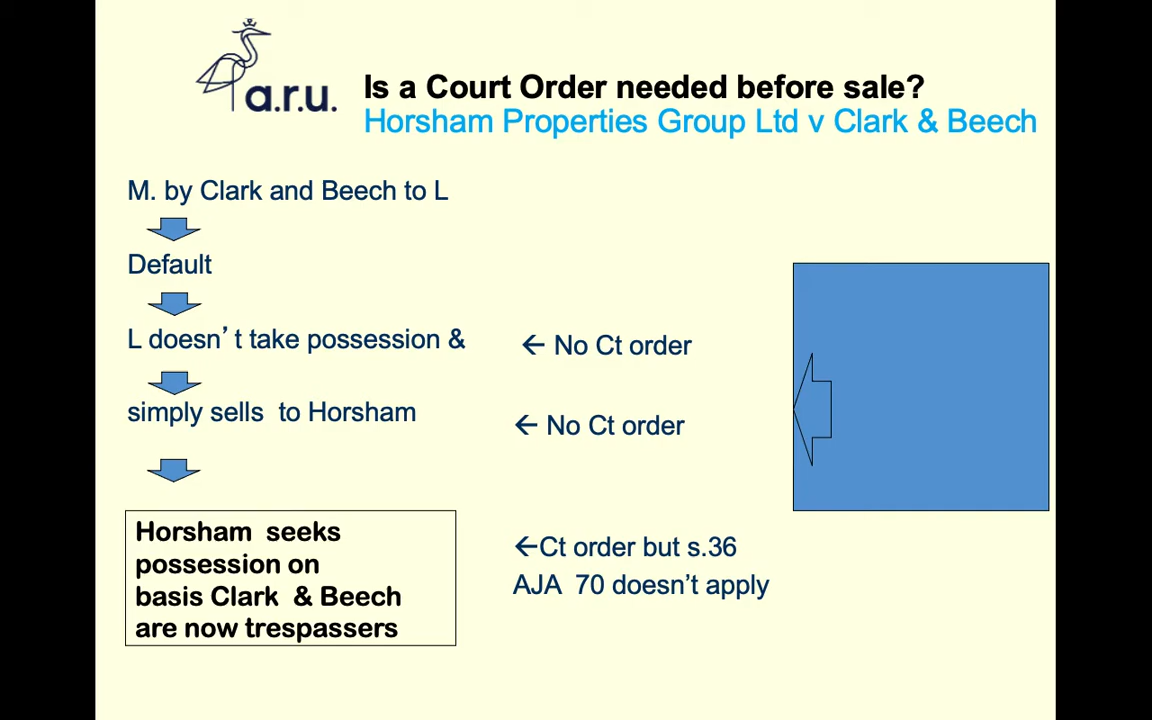 a.r.u.
Is a Court Order needed before sale?
Horsham Properties Group Ltd v Clark & Beech
M. by Clark and Beech to L
Default
L doesn’t take possession &
← No Ct order
simply sells to Horsham
← No Ct order
Horsham seeks
possession on
basis Clark & Beech
are now trespassers
←Ct order but s.36
AJA 70 doesn’t apply